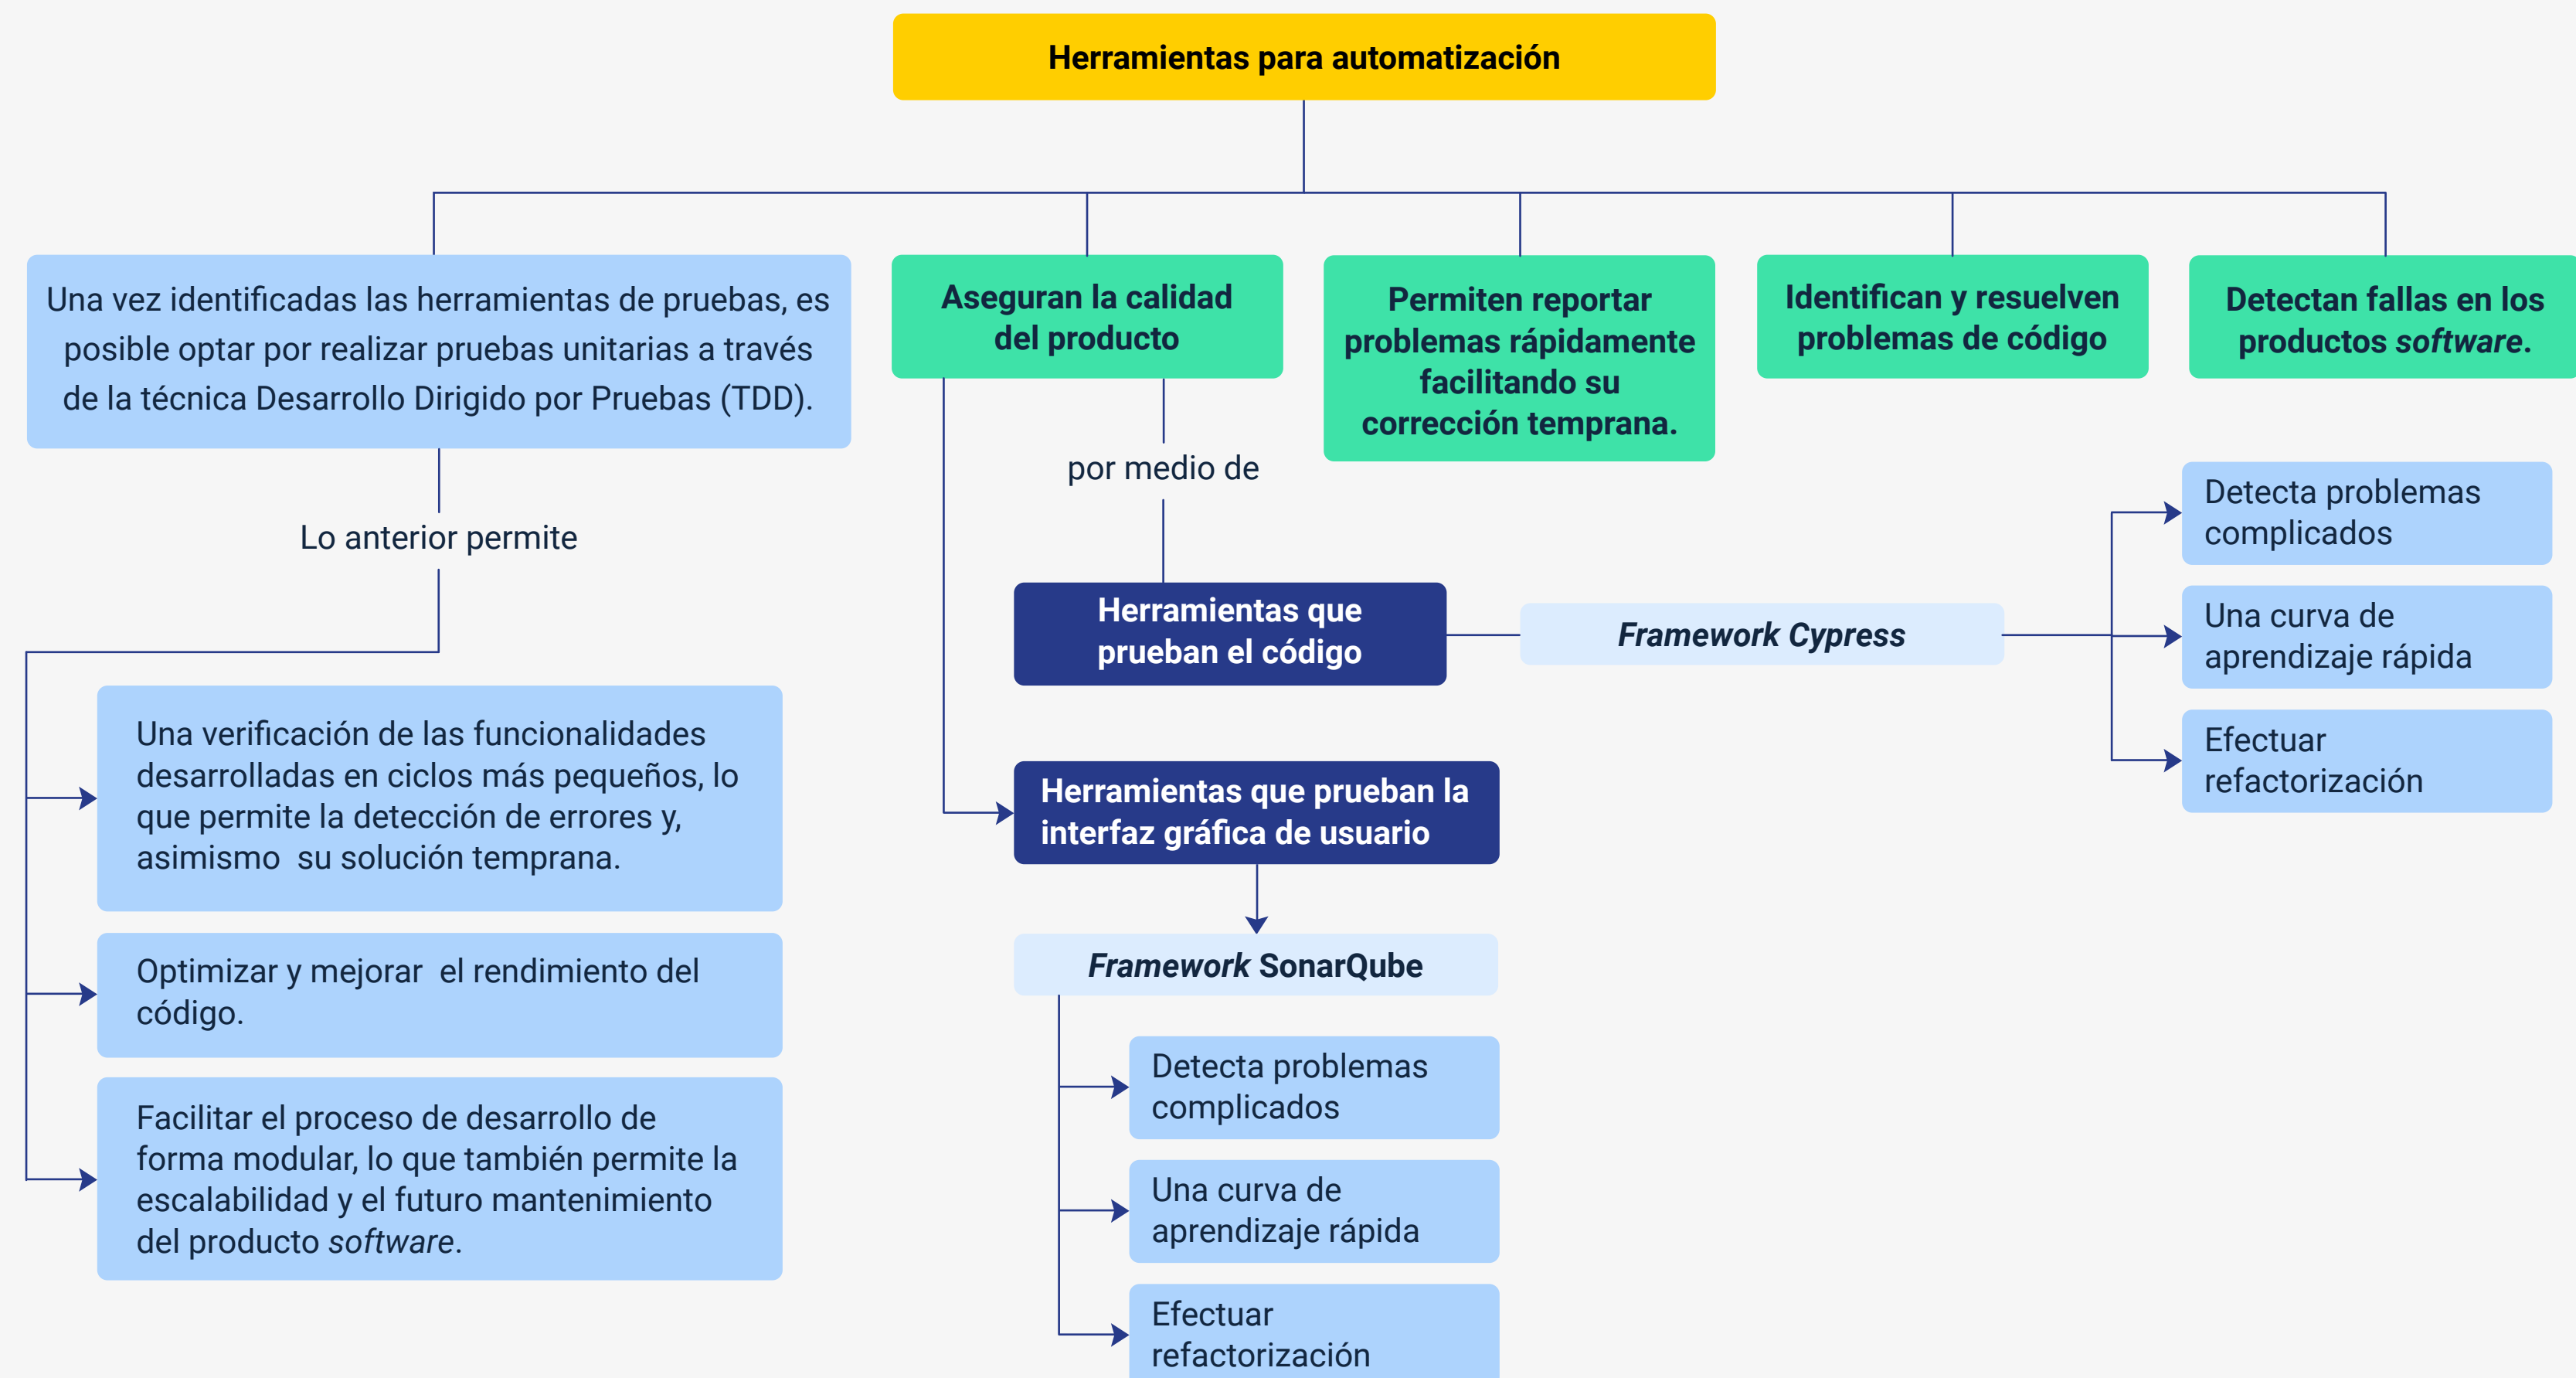 Herramientas para automatización
Una vez identificadas las herramientas de pruebas, es
posible optar por realizar pruebas unitarias a través
de la técnica Desarrollo Dirigido por Pruebas (TDD).
Lo anterior permite
Una verificación de las funcionalidades
desarrolladas en ciclos más pequeños, lo
que permite la detección de errores y,
asimismo  su solución temprana.
Optimizar y mejorar  el rendimiento del
código.
Facilitar el proceso de desarrollo de
forma modular, lo que también permite la
escalabilidad y el futuro mantenimiento
del producto software.
Aseguran la calidad
del producto
por medio de
Herramientas que
prueban el código
Framework Cypress
Detecta problemas
complicados
Una curva de
aprendizaje rápida
Efectuar
refactorización
Herramientas que prueban la
interfaz gráfica de usuario
Framework SonarQube
Detecta problemas
complicados
Una curva de
aprendizaje rápida
Efectuar
refactorización
Permiten reportar
problemas rápidamente
facilitando su
corrección temprana.
Identifican y resuelven
problemas de código
Detectan fallas en los
productos software.